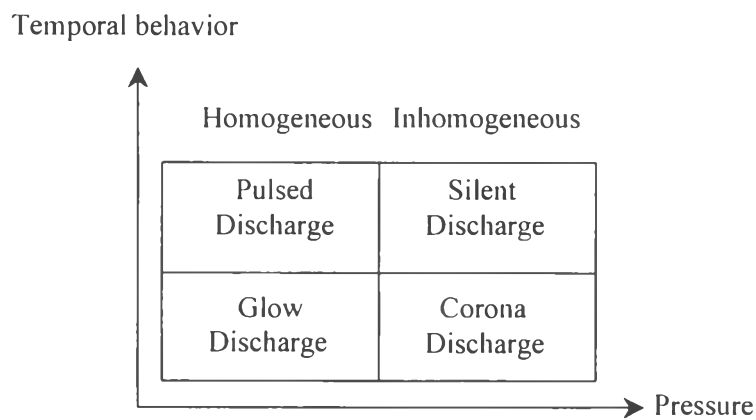 Temporal behavior
Homogeneous Inhomogeneous
Pulsed
Discharge
Silent
Discharge
Glow
Discharge
Corona
Discharge
Pressure